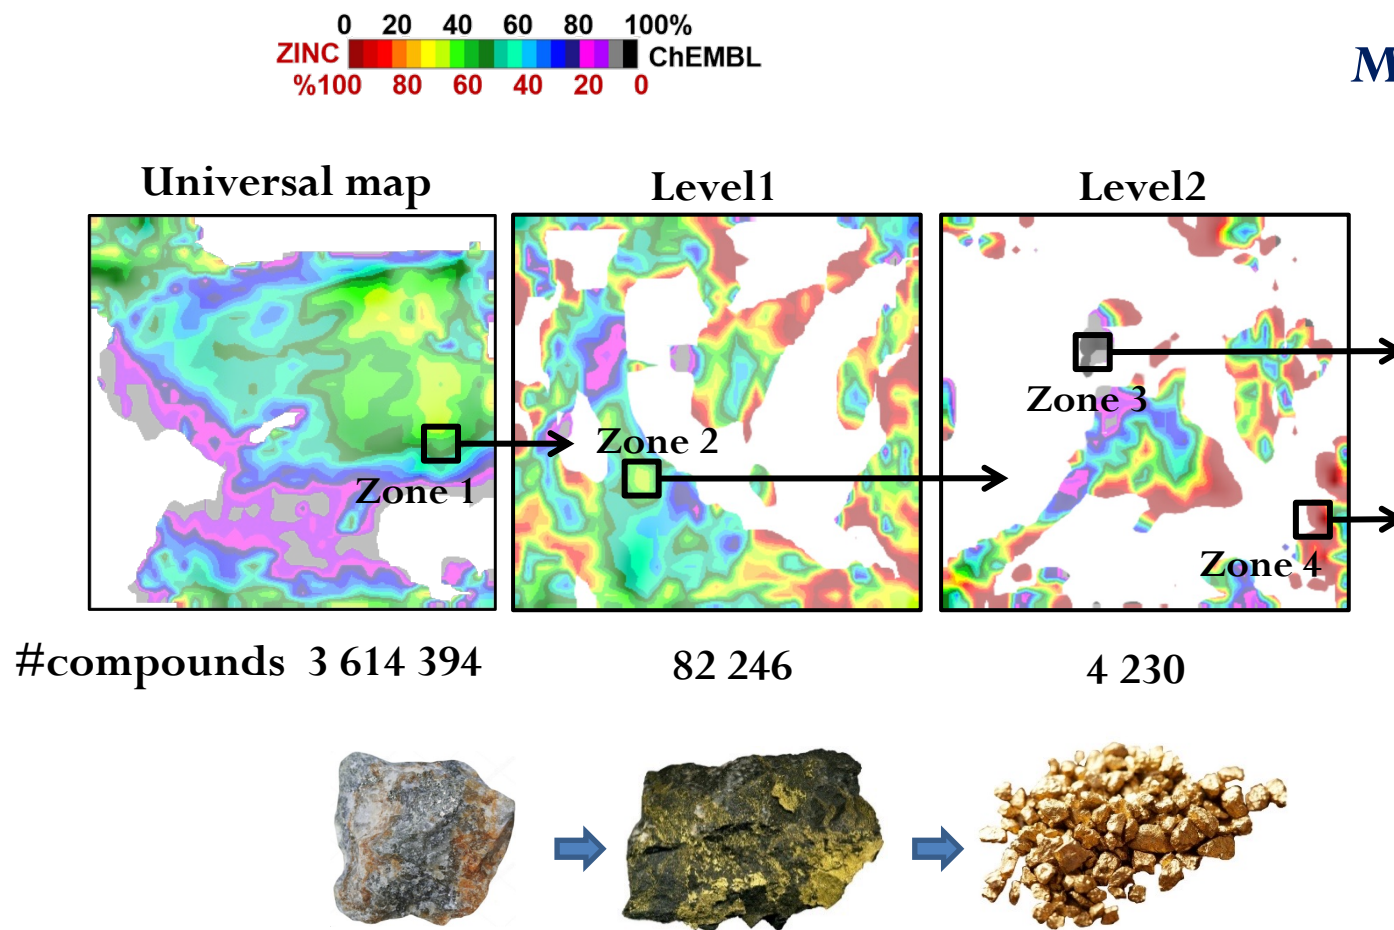 0 20 40 60 80 100%
ZINC ChEMBL
%100 80 60 40 20 0
M
Universal map Level1 Level2
Zone 1
Zone 2
Zone 3
Zone 4
#compounds 3 614 394 82 246 4 230